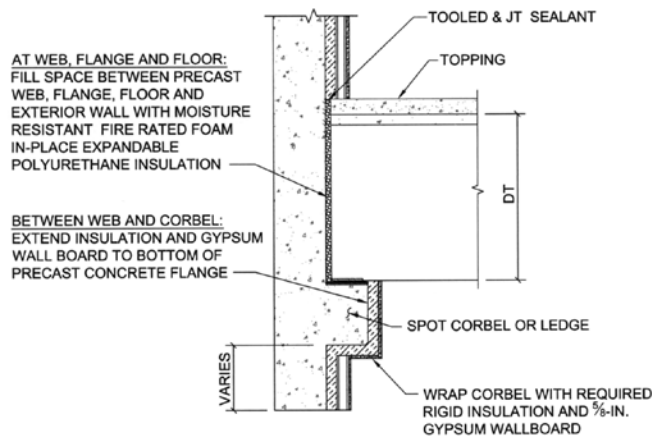 TOOLED & JT SEALANT
AT WEB, FLANGE AND FLOOR:
FILL SPACE BETWEEN PRECAST
WEB, FLANGE, FLOOR AND
EXTERIOR WALL WITH MOISTURE
RESISTANT FIRE RATED FOAM
IN-PLACE EXPANDABLE
POLYURETHANE INSULATION
TOPPING
BETWEEN WEB AND CORBEL:
EXTEND INSULATION AND GYPSUM
WALL BOARD TO BOTTOM OF
PRECAST CONCRETE FLANGE
DT
SPOT CORBEL OR LEDGE
VARIES
WRAP CORBEL WITH REQUIRED
RIGID INSULATION AND ⅝-IN.
GYPSUM WALLBOARD